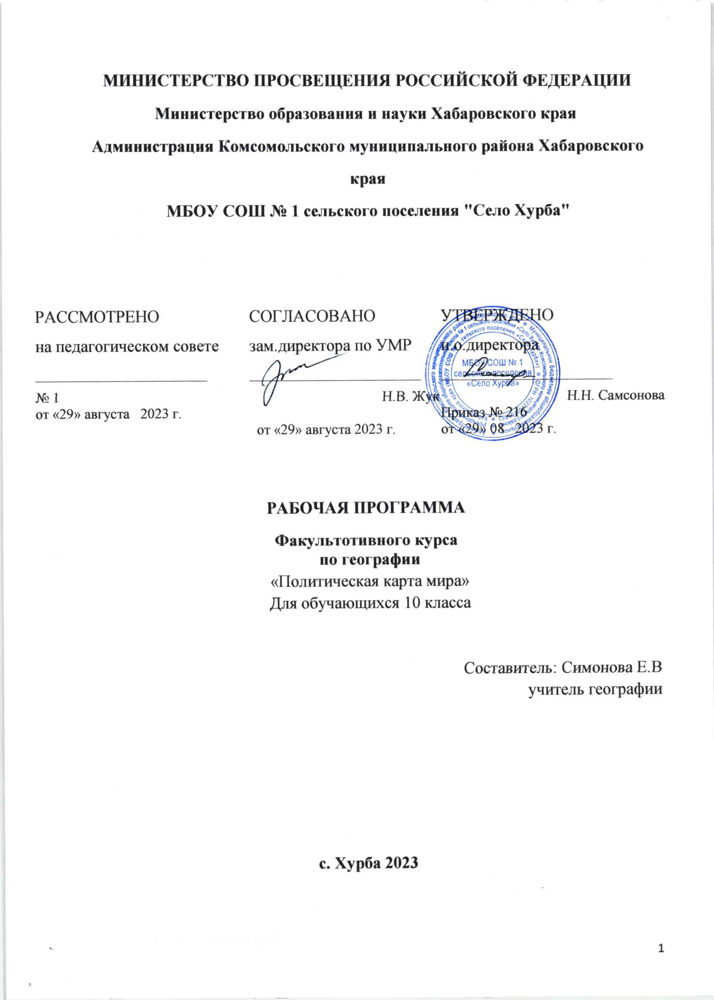 МИНИСТЕРСТВО ПРОСВЕЩЕНИЯ РОССИЙСКОЙ ФЕДЕРАЦИИ
Министерство образования и науки Хабаровского края
Администрация Комсомольского муниципального района Хабаровского
края
МБОУ СОШ № 1 сельского поселения "Село Хурба"
РАССМОТРЕНО
на педагогическом совете
№ 1
от «29» августа 2023 г.
СОГЛАСОВАНО
зам.директора по УМР
Н.В. Жук
от «29» августа 2023 г.
УТВЕРЖДЕНО
и.о.директора
Н.Н. Самсонова
Приказ № 216
от «29» 08 2023 г.
МБОУ СОШ № 1
сельского поселения
«Село Хурба»
РАБОЧАЯ ПРОГРАММА
Факультотивного курса
по географии
«Политическая карта мира»
Для обучающихся 10 класса
Составитель: Симонова Е.В
учитель географии
с. Хурба 2023
1